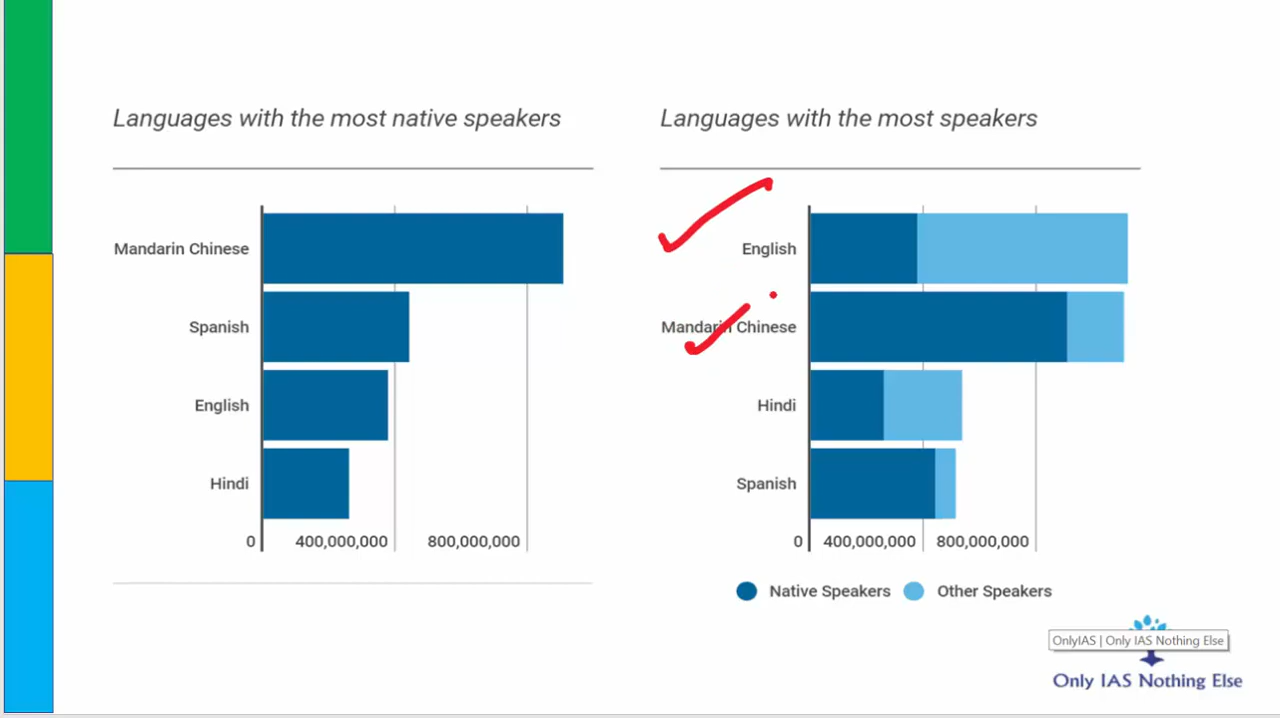 Languages with the most native speakers
Mandarin Chinese
Spanish
English
Hindi
0 400,000,000 800,000,000
Languages with the most speakers
English
Mandarin Chinese
Hindi
Spanish
0 400,000,000 800,000,000
Native Speakers Other Speakers
OnlyIAS | Only IAS Nothing Else
Only IAS Nothing Else